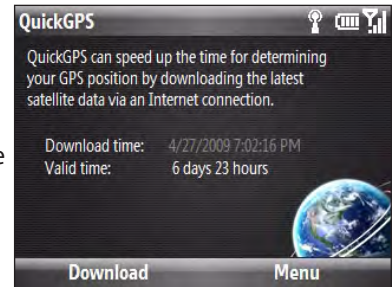 QuickGPS
QuickGPS can speed up the time for determining
your GPS position by downloading the latest
satellite data via an Internet connection.
e
Download time: 4/27/2009 7:02:16 PM
Valid time: 6 days 23 hours
Download Menu